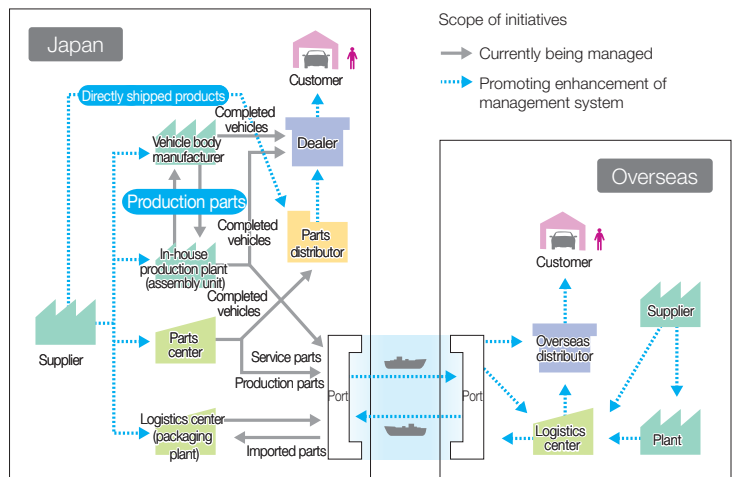 Scope of initiatives
Currently being managed
Promoting enhancement of
management system
Japan
Customer
Directly shipped products
Completed
vehicles
Vehicle body
manufacturer
Dealer
Production parts
Completed
vehicles
Parts
distributor
In-house
production plant
(assembly unit)
Completed
vehicles
Supplier
Parts
center
Service parts
Production parts
Port
Logistics center
(packaging
plant)
Imported parts
Overseas
Customer
Supplier
Overseas
distributor
Port
Logistics
center
Plant